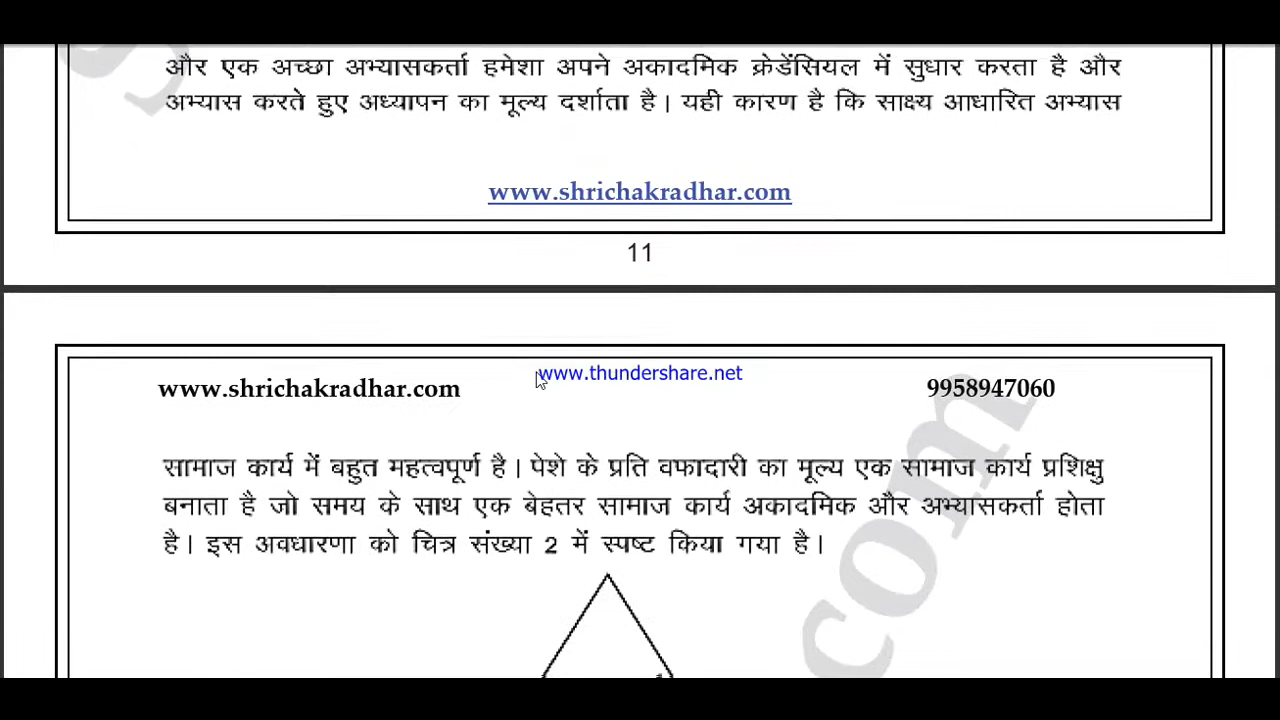 और एक अच्छा अभ्यासकर्ता हमेशा अपने अकादमिक क्रेडेंसियल में सुधार करता है और
अभ्यास करते हुए अध्यापन का मूल्य दर्शाता है। यही कारण है कि साक्ष्य आधारित अभ्यास
www.shrichakradhar.com
11
www.thundershare.net
www.shrichakradhar.com 9958947060
सामाज कार्य में बहुत महत्वपूर्ण है। पेशे के प्रति वफादारी का मूल्य एक सामाज कार्य प्रशिक्षु
बनाता है जो समय के साथ एक बेहतर सामाज कार्य अकादमिक और अभ्यासकर्ता होता
है। इस अवधारणा को चित्र संख्या 2 में स्पष्ट किया गया है।
com